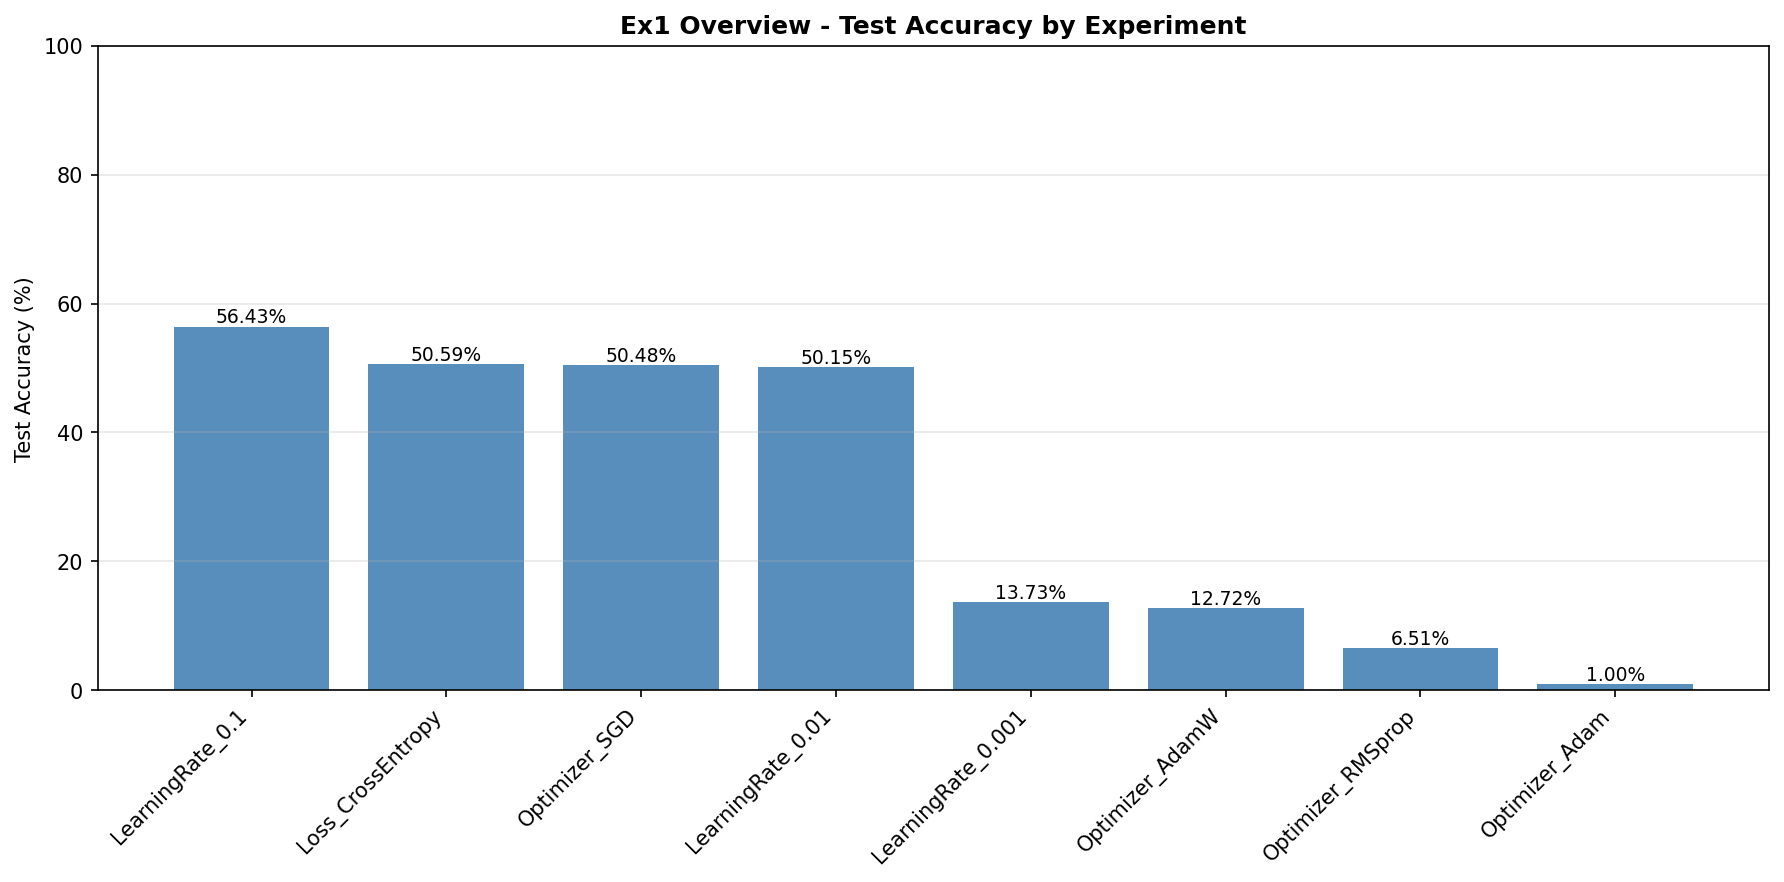 Ex1 Overview - Test Accuracy by Experiment
Test Accuracy (%)
100
80
60
40
20
0
56.43%
50.59%
50.48%
50.15%
13.73%
12.72%
6.51%
1.00%
LearningRate_0.1
Loss_CrossEntropy
Optimizer_SGD
LearningRate_0.01
LearningRate_0.001
Optimizer_AdamW
Optimizer_RMSprop
Optimizer_Adam